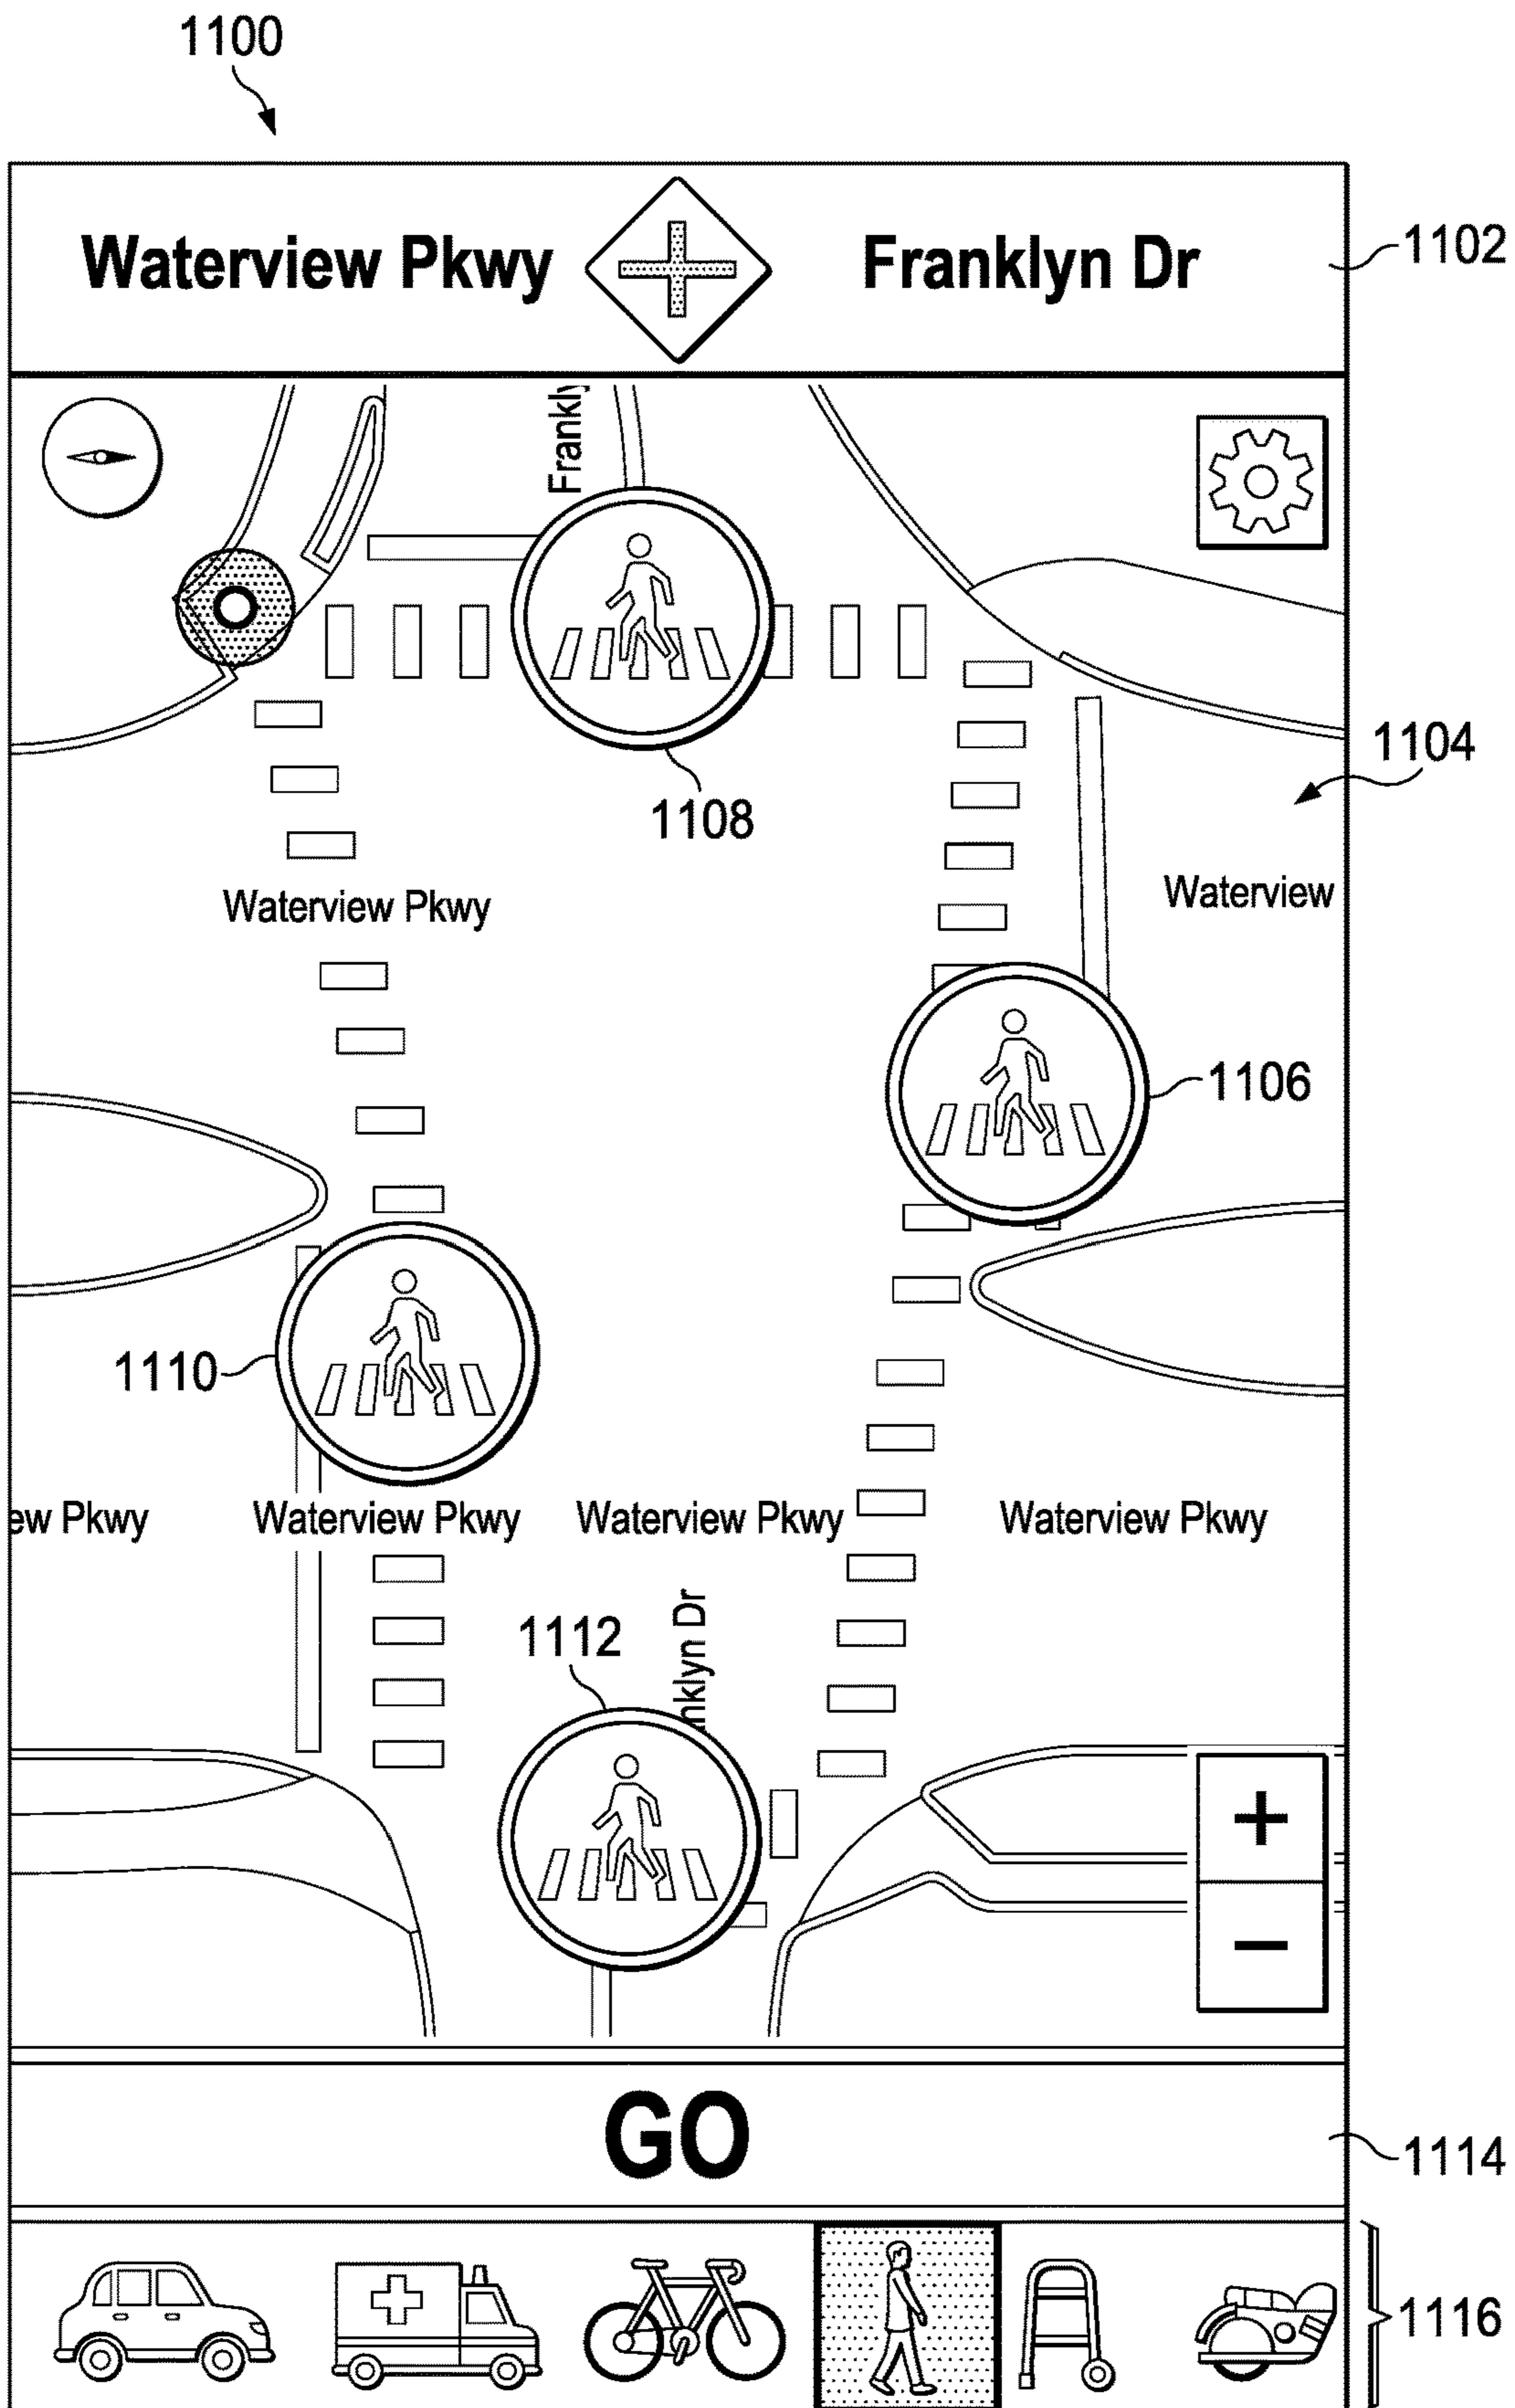 1100
Waterview Pkwy + Franklyn Dr
1102
Frankly
1108
1104
Waterview Pkwy
Waterview
1106
1110
ew Pkwy
Waterview Pkwy
Waterview Pkwy
Waterview Pkwy
1112
nklyn Dr
+
−
GO
1114
1116